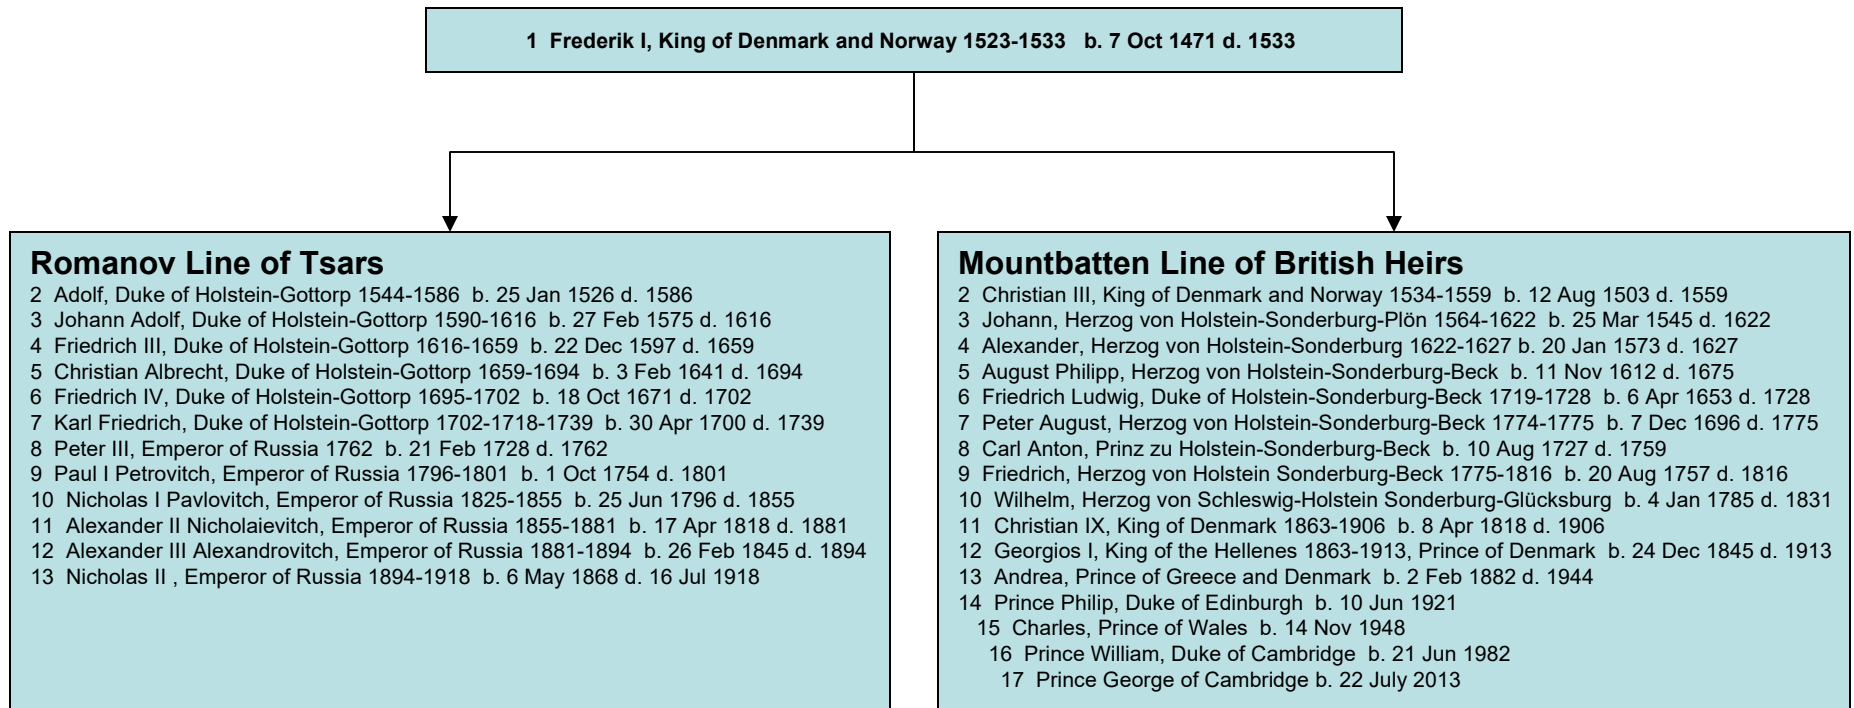 1 Frederik I, King of Denmark and Norway 1523-1533 b. 7 Oct 1471 d. 1533
Romanov Line of Tsars
2 Adolf, Duke of Holstein-Gottorp 1544-1586 b. 25 Jan 1526 d. 1586
3 Johann Adolf, Duke of Holstein-Gottorp 1590-1616 b. 27 Feb 1575 d. 1616
4 Friedrich III, Duke of Holstein-Gottorp 1616-1659 b. 22 Dec 1597 d. 1659
5 Christian Albrecht, Duke of Holstein-Gottorp 1659-1694 b. 3 Feb 1641 d. 1694
6 Friedrich IV, Duke of Holstein-Gottorp 1695-1702 b. 18 Oct 1671 d. 1702
7 Karl Friedrich, Duke of Holstein-Gottorp 1702-1718-1739 b. 30 Apr 1700 d. 1739
8 Peter III, Emperor of Russia 1762 b. 21 Feb 1728 d. 1762
9 Paul I Petrovitch, Emperor of Russia 1796-1801 b. 1 Oct 1754 d. 1801
10 Nicholas I Pavlovitch, Emperor of Russia 1825-1855 b. 25 Jun 1796 d. 1855
11 Alexander II Nicholaievitch, Emperor of Russia 1855-1881 b. 17 Apr 1818 d. 1881
12 Alexander III Alexandrovitch, Emperor of Russia 1881-1894 b. 26 Feb 1845 d. 1894
13 Nicholas II , Emperor of Russia 1894-1918 b. 6 May 1868 d. 16 Jul 1918
Mountbatten Line of British Heirs
2 Christian III, King of Denmark and Norway 1534-1559 b. 12 Aug 1503 d. 1559
3 Johann, Herzog von Holstein-Sonderburg-Plön 1564-1622 b. 25 Mar 1545 d. 1622
4 Alexander, Herzog von Holstein-Sonderburg 1622-1627 b. 20 Jan 1573 d. 1627
5 August Philipp, Herzog von Holstein-Sonderburg-Beck b. 11 Nov 1612 d. 1675
6 Friedrich Ludwig, Duke of Holstein-Sonderburg-Beck 1719-1728 b. 6 Apr 1653 d. 1728
7 Peter August, Herzog von Holstein-Sonderburg-Beck 1774-1775 b. 7 Dec 1696 d. 1775
8 Carl Anton, Prinz zu Holstein-Sonderburg-Beck b. 10 Aug 1727 d. 1759
9 Friedrich, Herzog von Holstein Sonderburg-Beck 1775-1816 b. 20 Aug 1757 d. 1816
10 Wilhelm, Herzog von Schleswig-Holstein Sonderburg-Glücksburg b. 4 Jan 1785 d. 1831
11 Christian IX, King of Denmark 1863-1906 b. 8 Apr 1818 d. 1906
12 Georgios I, King of the Hellenes 1863-1913, Prince of Denmark b. 24 Dec 1845 d. 1913
13 Andrea, Prince of Greece and Denmark b. 2 Feb 1882 d. 1944
14 Prince Philip, Duke of Edinburgh b. 10 Jun 1921
15 Charles, Prince of Wales b. 14 Nov 1948
16 Prince William, Duke of Cambridge b. 21 Jun 1982
17 Prince George of Cambridge b. 22 July 2013